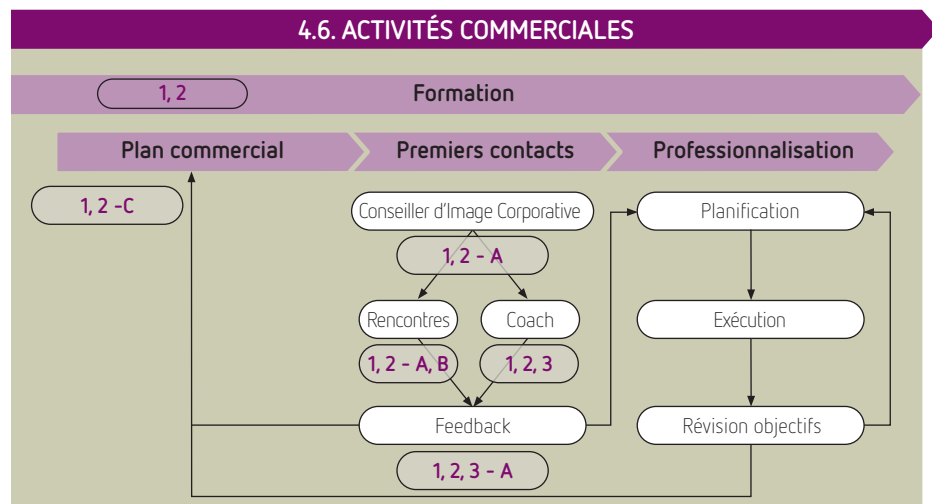 4.6. ACTIVITÉS COMMERCIALES
1, 2
Formation
Plan commercial
Premiers contacts
Professionnalisation
1, 2 -C
Conseiller d'Image Corporative
Planification
1, 2 - A
Rencontres
Coach
Exécution
1, 2 - A, B
1, 2, 3
Feedback
Révision objectifs
1, 2, 3 - A